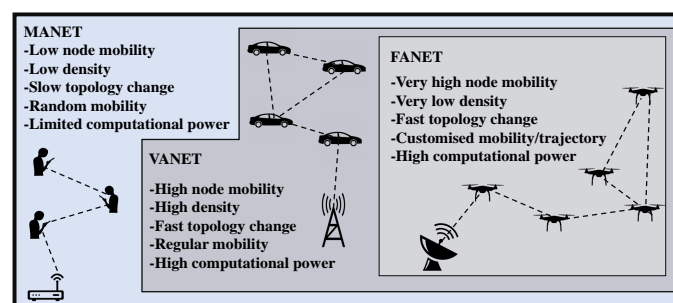 MANET
-Low node mobility
-Low density
-Slow topology change
-Random mobility
-Limited computational power
VANET
-High node mobility
-High density
-Fast topology change
-Regular mobility
-High computational power
FANET
-Very high node mobility
-Very low density
-Fast topology change
-Customised mobility/trajectory
-High computational power